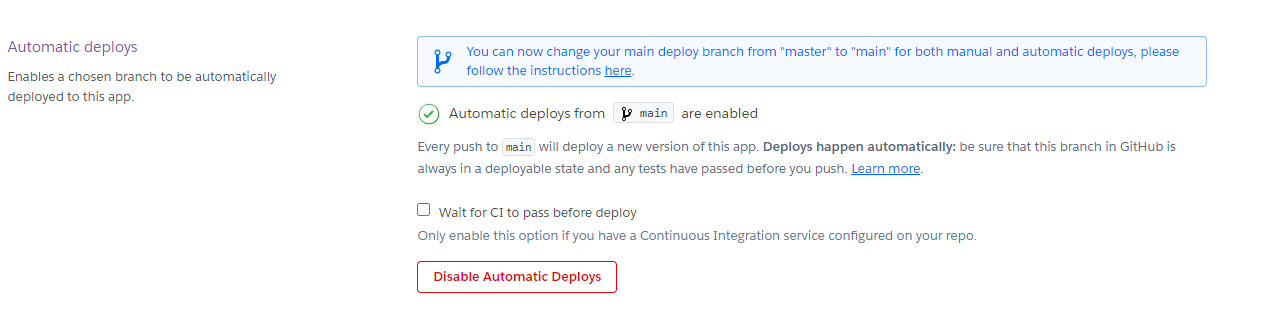 Automatic deploys
Enables a chosen branch to be automatically
deployed to this app.
You can now change your main deploy branch from "master" to "main" for both manual and automatic deploys, please
follow the instructions here.
Automatic deploys from main are enabled
Every push to main will deploy a new version of this app. Deploys happen automatically: be sure that this branch in GitHub is
always in a deployable state and any tests have passed before you push. Learn more.
Wait for CI to pass before deploy
Only enable this option if you have a Continuous Integration service configured on your repo.
Disable Automatic Deploys